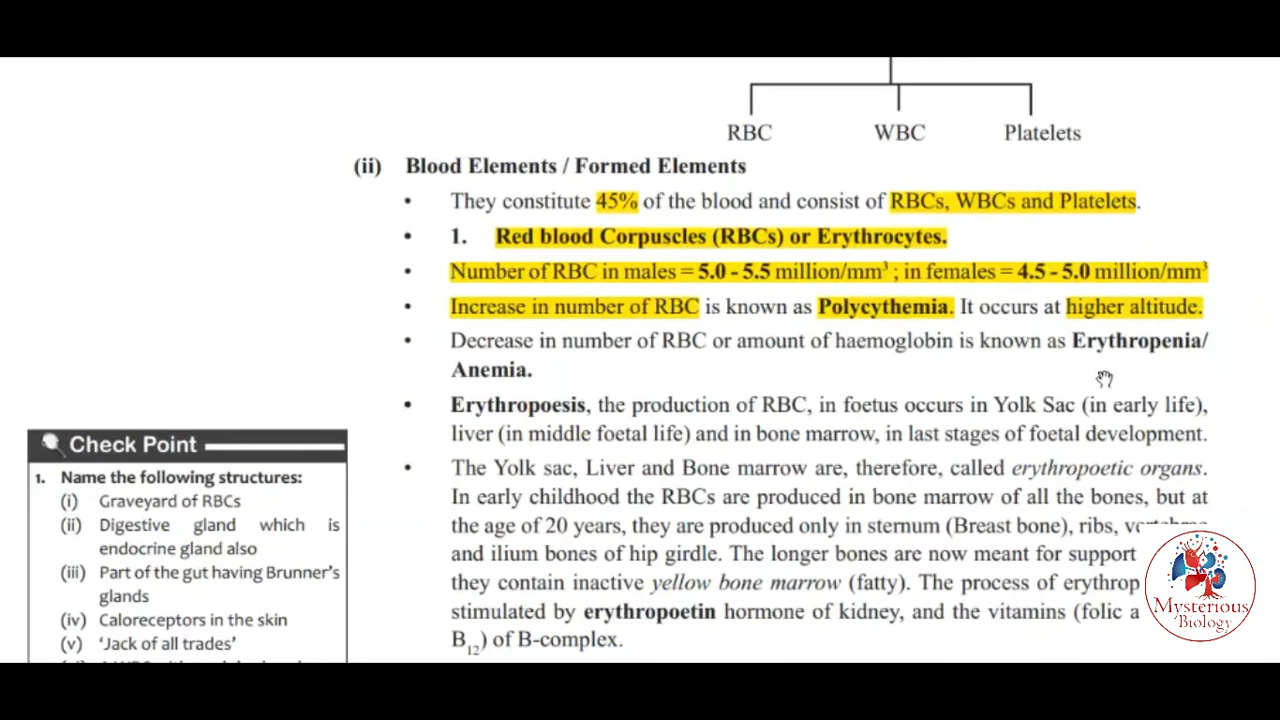 RBC WBC Platelets
(ii) Blood Elements / Formed Elements
• They constitute 45% of the blood and consist of RBCs, WBCs and Platelets.
• 1. Red blood Corpuscles (RBCs) or Erythrocytes.
• Number of RBC in males = 5.0 - 5.5 million/mm³ ; in females = 4.5 - 5.0 million/mm³
• Increase in number of RBC is known as Polycythemia. It occurs at higher altitude.
• Decrease in number of RBC or amount of haemoglobin is known as Erythropenia/
Anemia.
• Erythropoesis, the production of RBC, in foetus occurs in Yolk Sac (in early life),
liver (in middle foetal life) and in bone marrow, in last stages of foetal development.
• The Yolk sac, Liver and Bone marrow are, therefore, called erythropoetic organs.
In early childhood the RBCs are produced in bone marrow of all the bones, but at
the age of 20 years, they are produced only in sternum (Breast bone), ribs,
and ilium bones of hip girdle. The longer bones are now meant for support
they contain inactive yellow bone marrow (fatty). The process of erythrop
stimulated by erythropoetin hormone of kidney, and the vitamins (folic a
B₁₂) of B-complex.
Check Point
1. Name the following structures:
(i) Graveyard of RBCs
(ii) Digestive gland which is
endocrine gland also
(iii) Part of the gut having Brunner's
glands
(iv) Caloreceptors in the skin
(v) 'Jack of all trades'
Mysterious
Biology